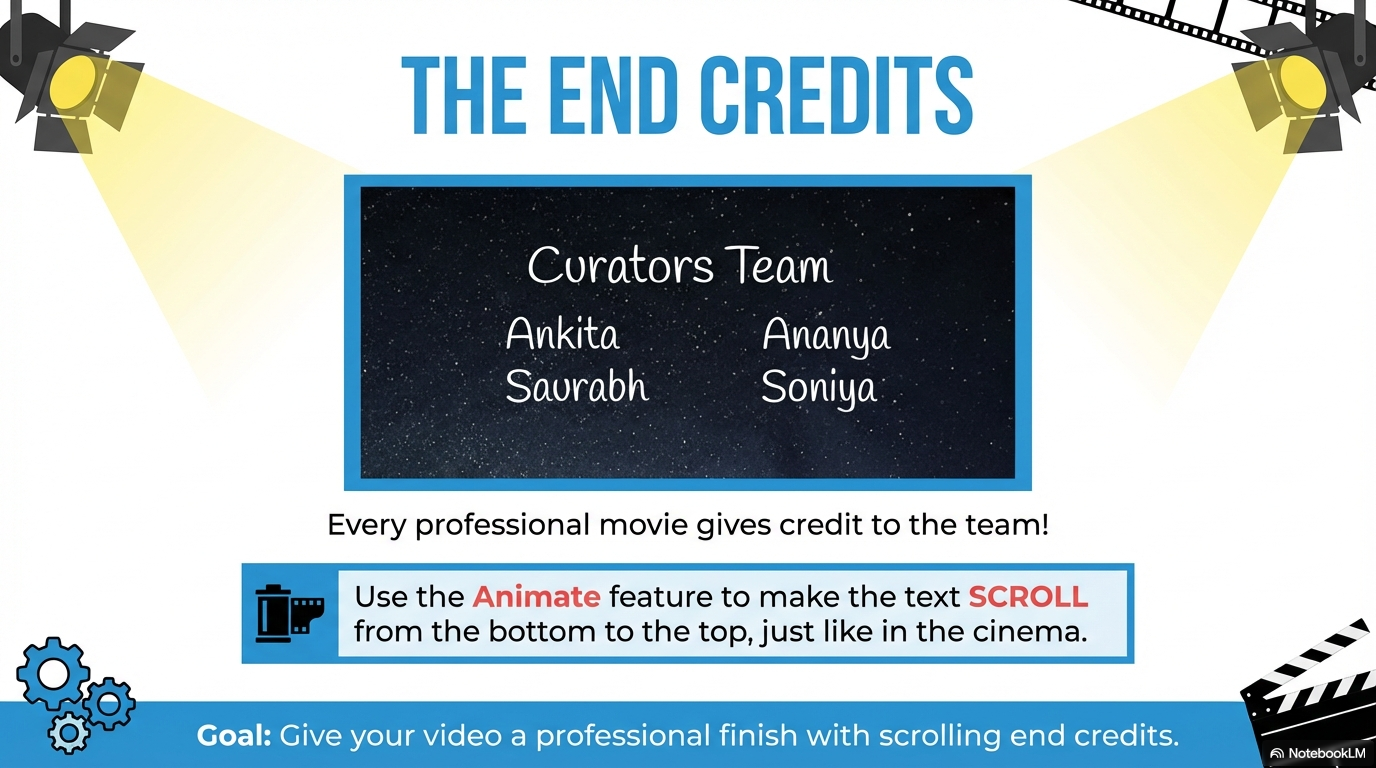 THE END CREDITS
Curators Team
Ankita Ananya
Saurabh Soniya
Every professional movie gives credit to the team!
Use the Animate feature to make the text SCROLL
from the bottom to the top, just like in the cinema.
Goal: Give your video a professional finish with scrolling end credits.
NotebookLM